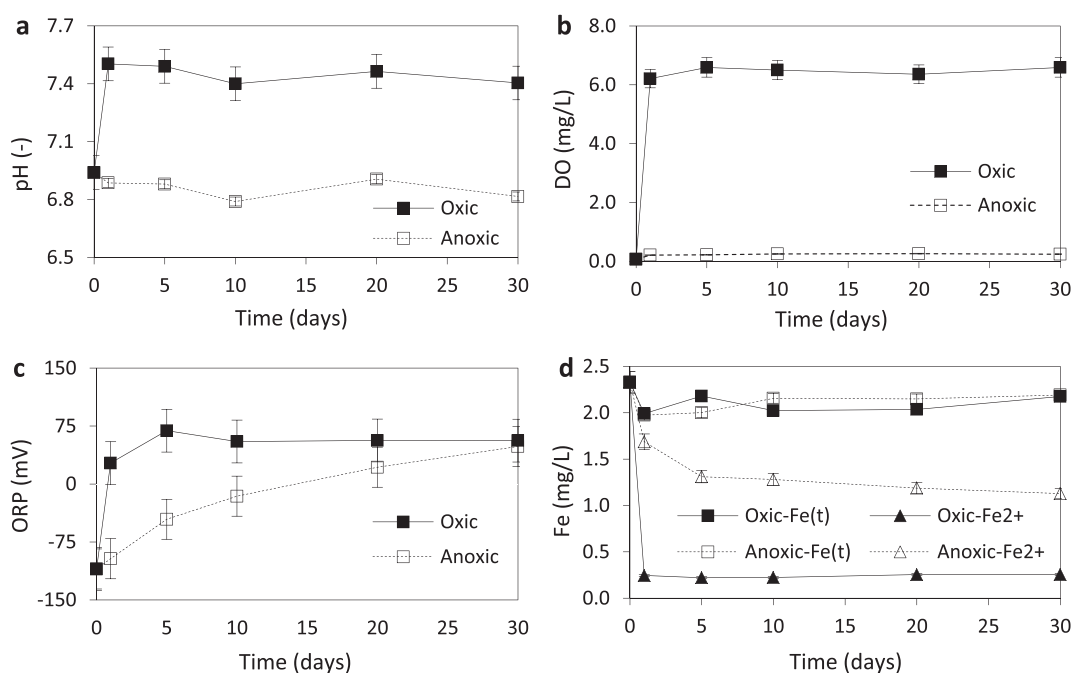 a
7.7
7.4
7.1
6.8
6.5
pH (-)
Oxic
Anoxic
0 5 10 15 20 25 30
Time (days)
b
8.0
6.0
4.0
2.0
0.0
DO (mg/L)
Oxic
Anoxic
0 5 10 15 20 25 30
Time (days)
c
150
75
0
-75
-150
ORP (mV)
Oxic
Anoxic
0 5 10 15 20 25 30
Time (days)
d
2.5
2.0
1.5
1.0
0.5
0.0
Fe (mg/L)
Oxic-Fe(t) Oxic-Fe2+
Anoxic-Fe(t) Anoxic-Fe2+
0 5 10 15 20 25 30
Time (days)